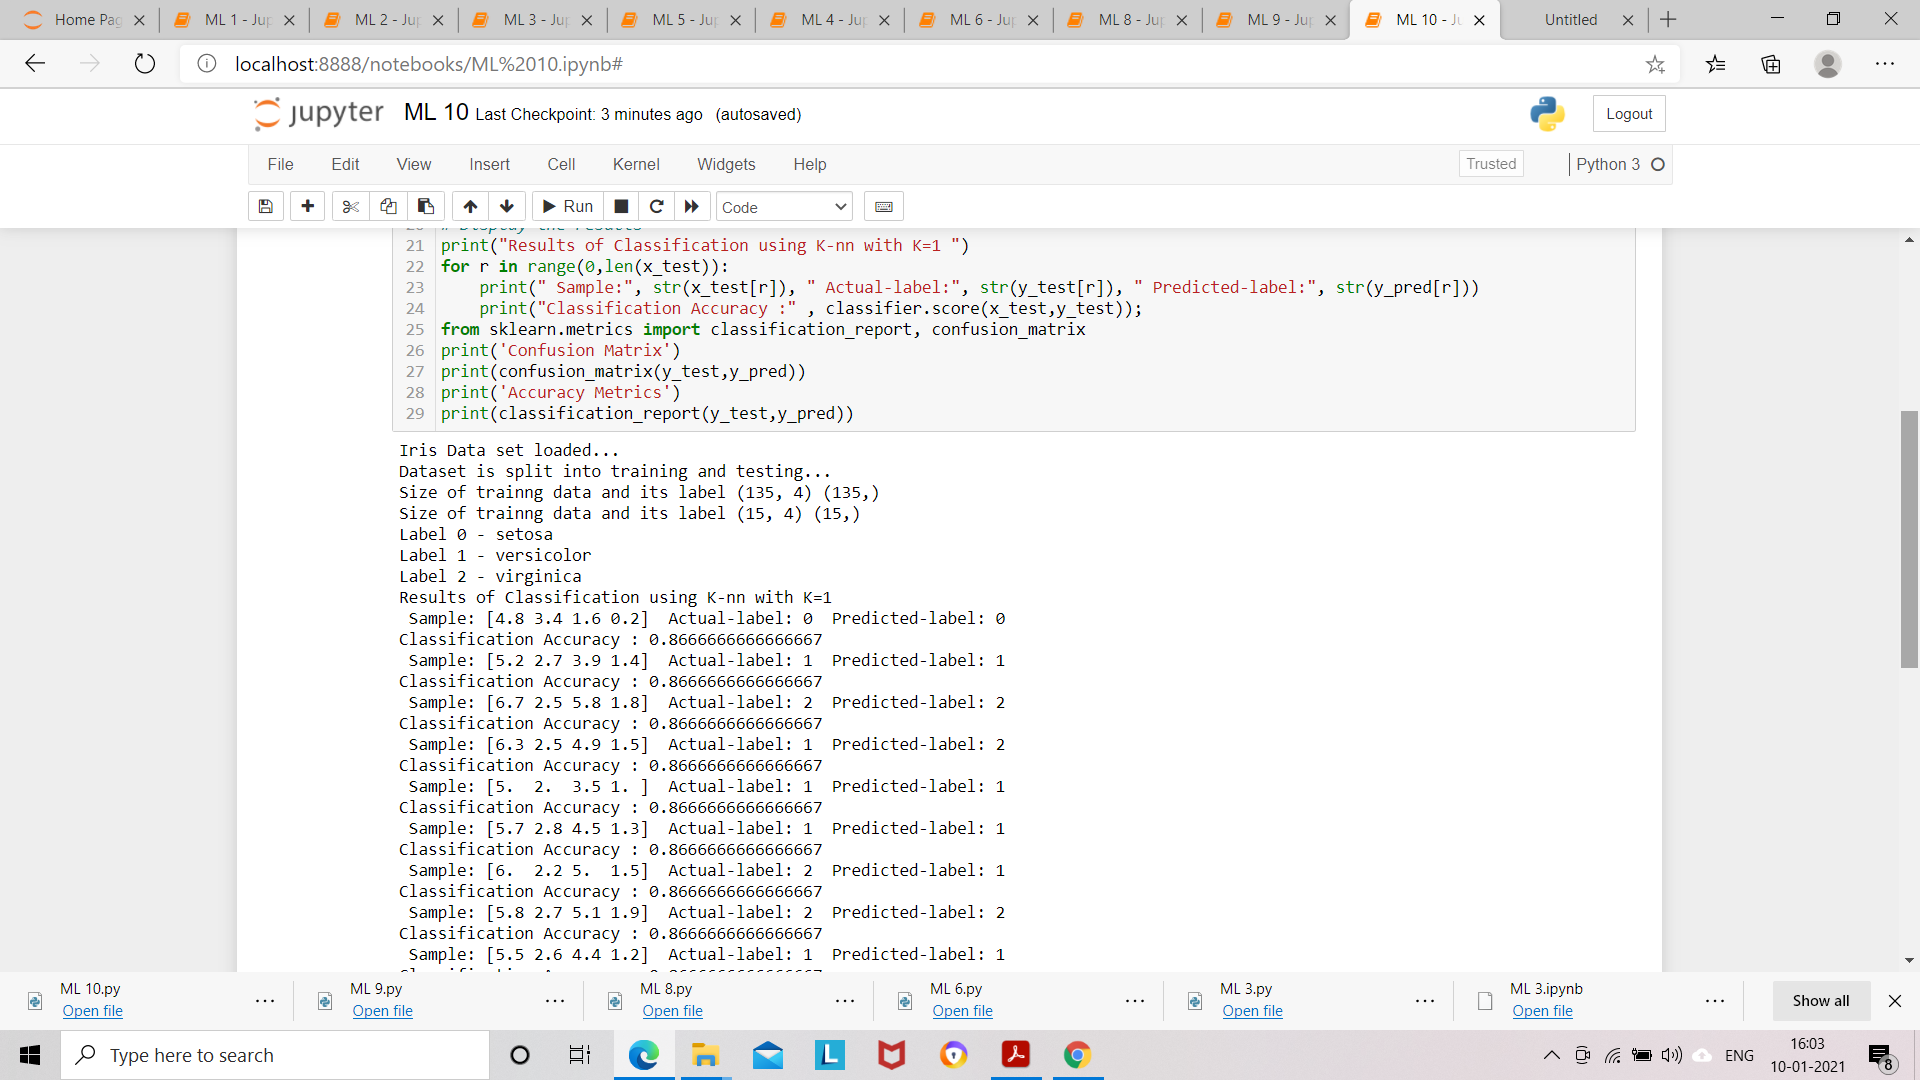 Home Pag
ML 1 - Jup
ML 2 - Jup
ML 3 - Jup
ML 5 - Jup
ML 4 - Jup
ML 6 - Jup
ML 8 - Jup
ML 9 - Jup
ML 10 - Ju
Untitled
localhost:8888/notebooks/ML%2010.ipynb#
jupyter ML 10 Last Checkpoint: 3 minutes ago (autosaved)
Logout
File Edit View Insert Cell Kernel Widgets Help
Trusted
Python 3
Run
Code
20 # Display the results
21 print("Results of Classification using K-nn with K=1 ")
22 for r in range(0,len(x_test)):
23     print(" Sample:", str(x_test[r]), " Actual-label:", str(y_test[r]), " Predicted-label:", str(y_pred[r]))
24     print("Classification Accuracy :" , classifier.score(x_test,y_test));
25 from sklearn.metrics import classification_report, confusion_matrix
26 print('Confusion Matrix')
27 print(confusion_matrix(y_test,y_pred))
28 print('Accuracy Metrics')
29 print(classification_report(y_test,y_pred))
Iris Data set loaded...
Dataset is split into training and testing...
Size of trainng data and its label (135, 4) (135,)
Size of trainng data and its label (15, 4) (15,)
Label 0 - setosa
Label 1 - versicolor
Label 2 - virginica
Results of Classification using K-nn with K=1
Sample: [4.8 3.4 1.6 0.2]  Actual-label: 0  Predicted-label: 0
Classification Accuracy : 0.8666666666666667
Sample: [5.2 2.7 3.9 1.4]  Actual-label: 1  Predicted-label: 1
Classification Accuracy : 0.8666666666666667
Sample: [6.7 2.5 5.8 1.8]  Actual-label: 2  Predicted-label: 2
Classification Accuracy : 0.8666666666666667
Sample: [6.3 2.5 4.9 1.5]  Actual-label: 1  Predicted-label: 2
Classification Accuracy : 0.8666666666666667
Sample: [5.  2.  3.5 1. ]  Actual-label: 1  Predicted-label: 1
Classification Accuracy : 0.8666666666666667
Sample: [5.7 2.8 4.5 1.3]  Actual-label: 1  Predicted-label: 1
Classification Accuracy : 0.8666666666666667
Sample: [6.  2.2 5.  1.5]  Actual-label: 2  Predicted-label: 1
Classification Accuracy : 0.8666666666666667
Sample: [5.8 2.7 5.1 1.9]  Actual-label: 2  Predicted-label: 2
Classification Accuracy : 0.8666666666666667
Sample: [5.5 2.6 4.4 1.2]  Actual-label: 1  Predicted-label: 1
ML 10.py
Open file
ML 9.py
Open file
ML 8.py
Open file
ML 6.py
Open file
ML 3.py
Open file
ML 3.ipynb
Open file
Show all
Type here to search
L
ENG
16:03
10-01-2021
8